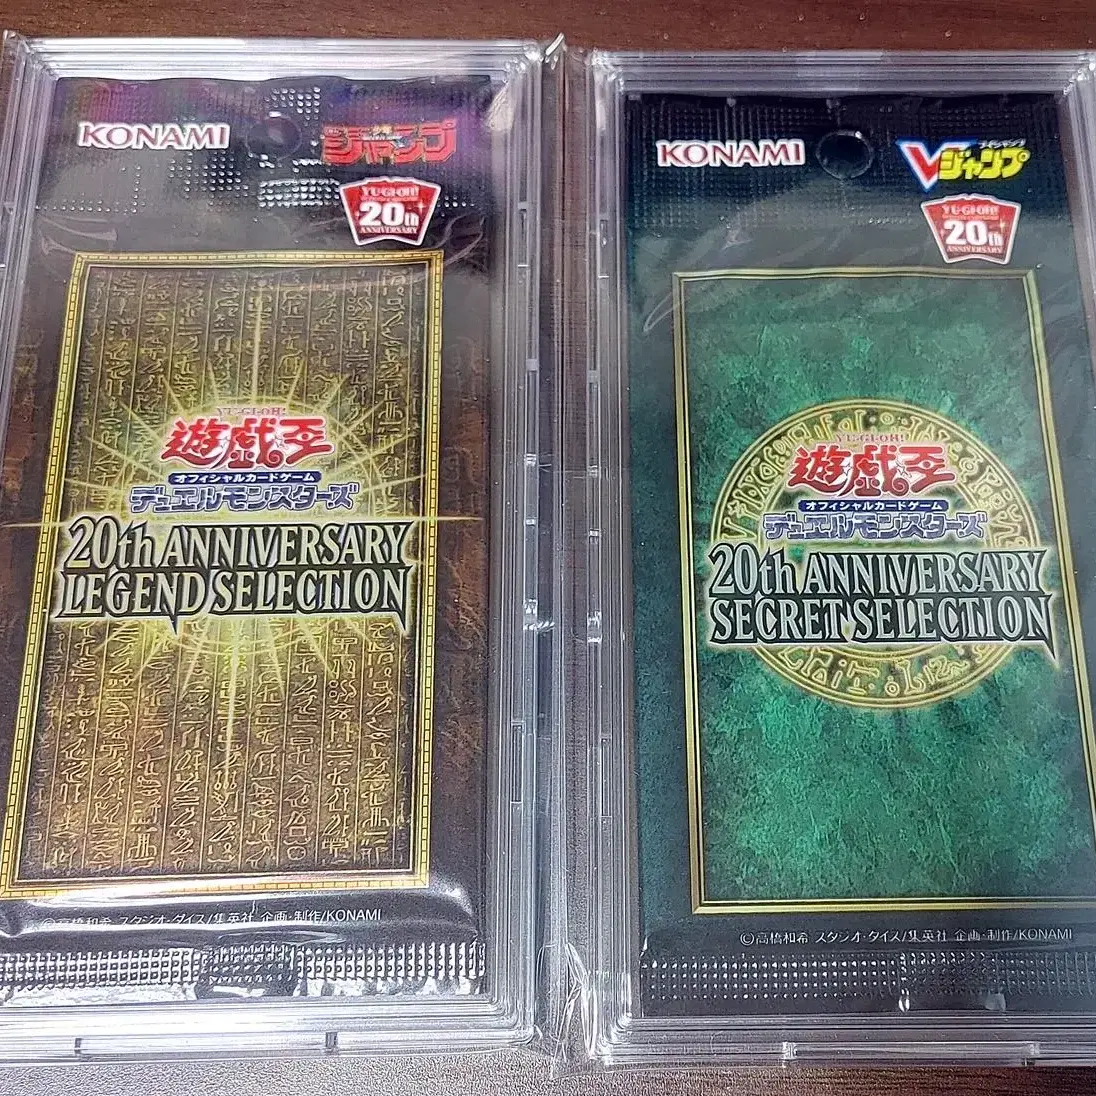 KONAMI
少年
ジャンプ
YU-GI-OH!
20th
ANNIVERSARY
YU-GI-OH!
遊戯王
オフィシャルカードゲーム
デュエルモンスターズ
20th ANNIVERSARY
LEGEND SELECTION
©高橋和希 スタジオ・ダイス/集英社 企画・制作/KONAMI
KONAMI
Vジャンプ
YU-GI-OH!
20th
ANNIVERSARY
YU-GI-OH!
遊戯王
オフィシャルカードゲーム
デュエルモンスターズ
20th ANNIVERSARY
SECRET SELECTION
©高橋和希 スタジオ・ダイス/集英社 企画・制作/KONAMI